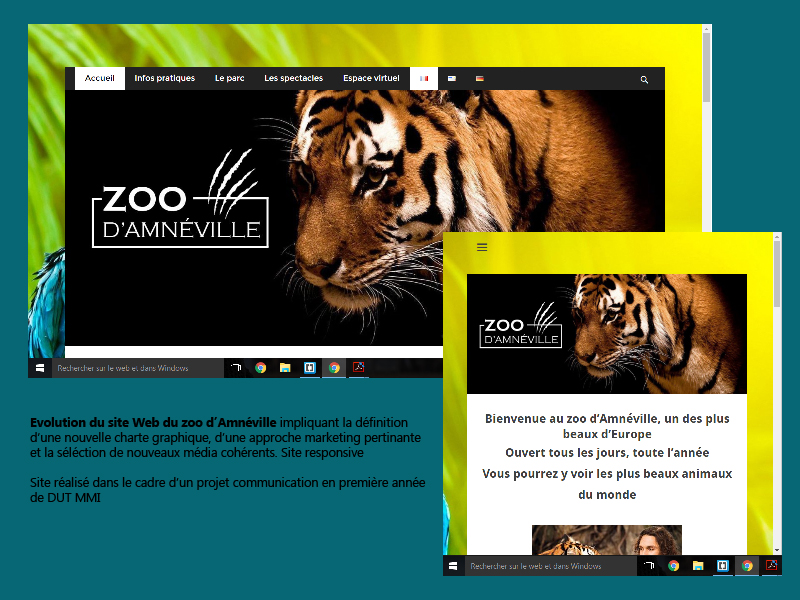 Accueil Infos pratiques Le parc Les spectacles Espace virtuel
ZOO
D'AMNÉVILLE
Rechercher sur le web et dans Windows
ZOO
D'AMNÉVILLE
Bienvenue au zoo d'Amnéville, un des plus
beaux d'Europe
Ouvert tous les jours, toute l'année
Vous pourrez y voir les plus beaux animaux
du monde
Rechercher sur le web et dans Windows
Evolution du site Web du zoo d'Amnéville impliquant la définition
d'une nouvelle charte graphique, d'une approche marketing pertinante
et la séléction de nouveaux média cohérents. Site responsive
Site réalisé dans le cadre d'un projet communication en première année
de DUT MMI